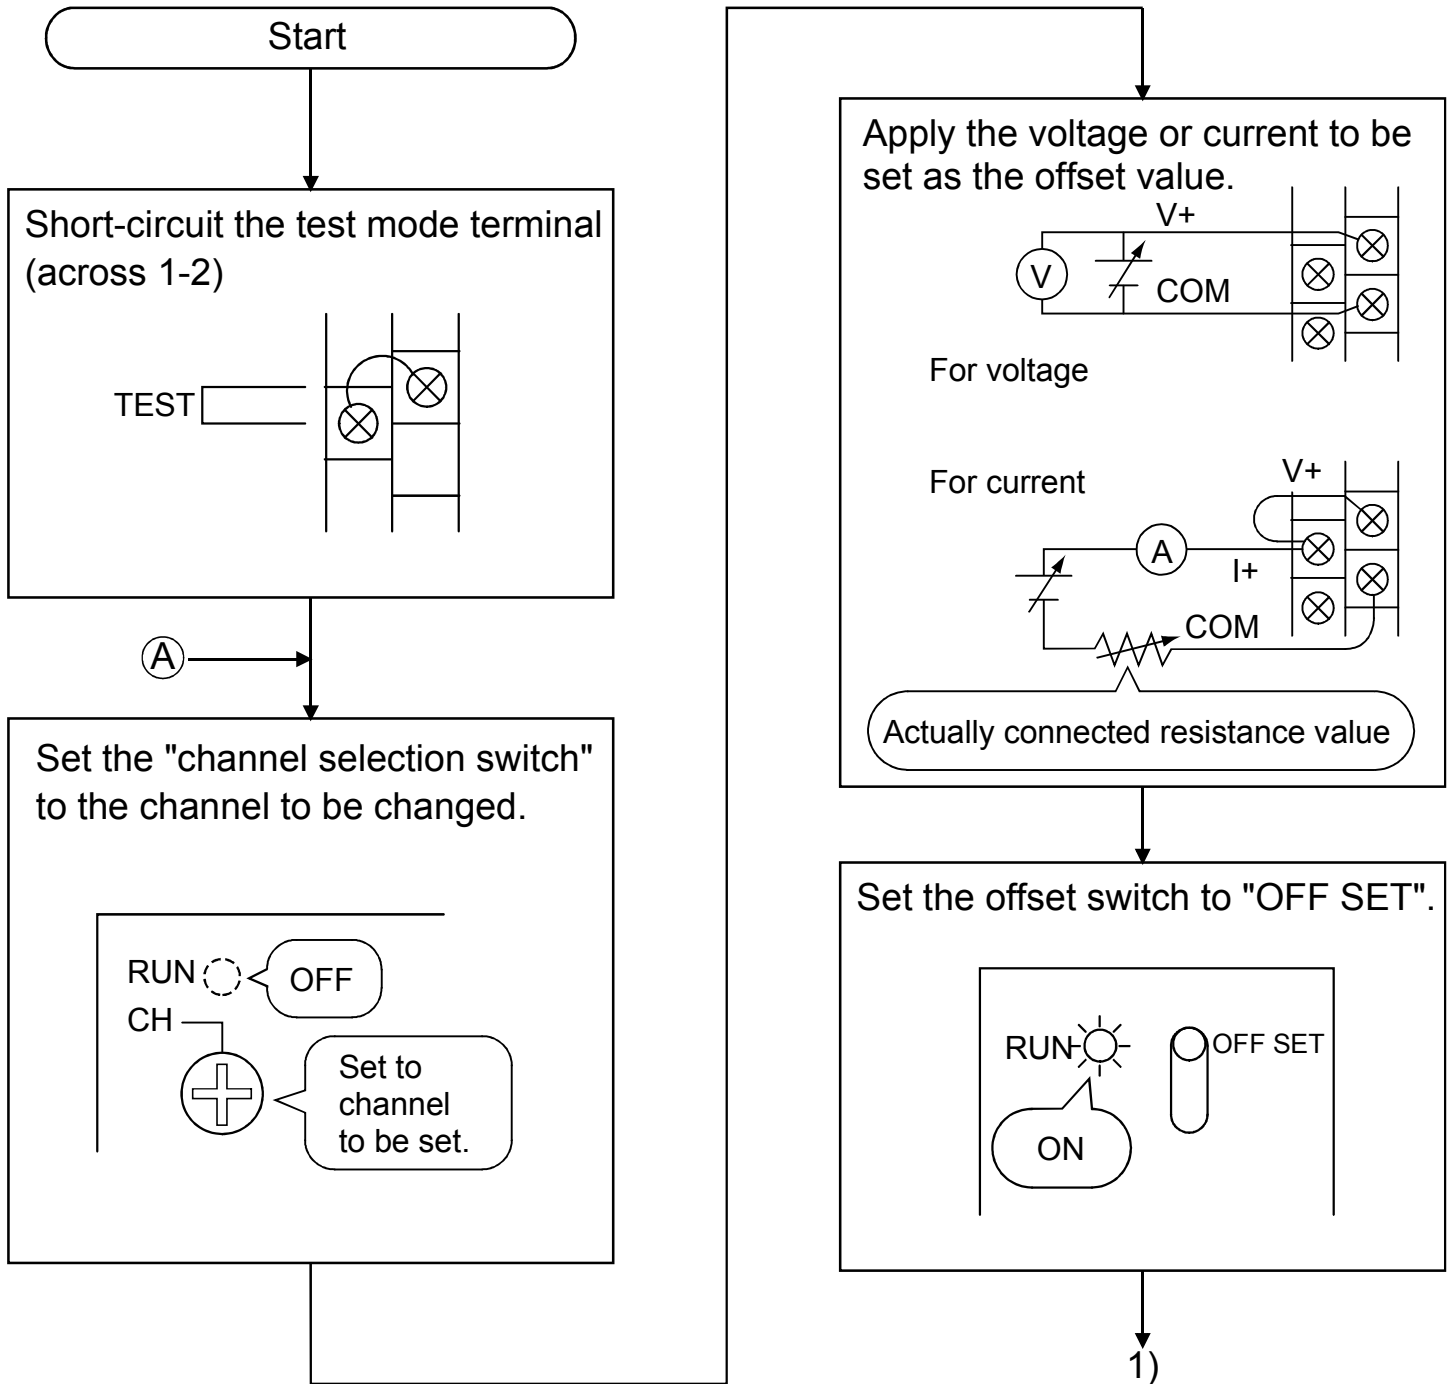 Start
Short-circuit the test mode terminal
(across 1-2)
TEST
A
Set the "channel selection switch"
to the channel to be changed.
RUN
OFF
CH
Set to
channel
to be set.
Apply the voltage or current to be
set as the offset value.
V+
V
COM
For voltage
For current
V+
A
I+
COM
Actually connected resistance value
Set the offset switch to "OFF SET".
RUN
OFF SET
ON
1)